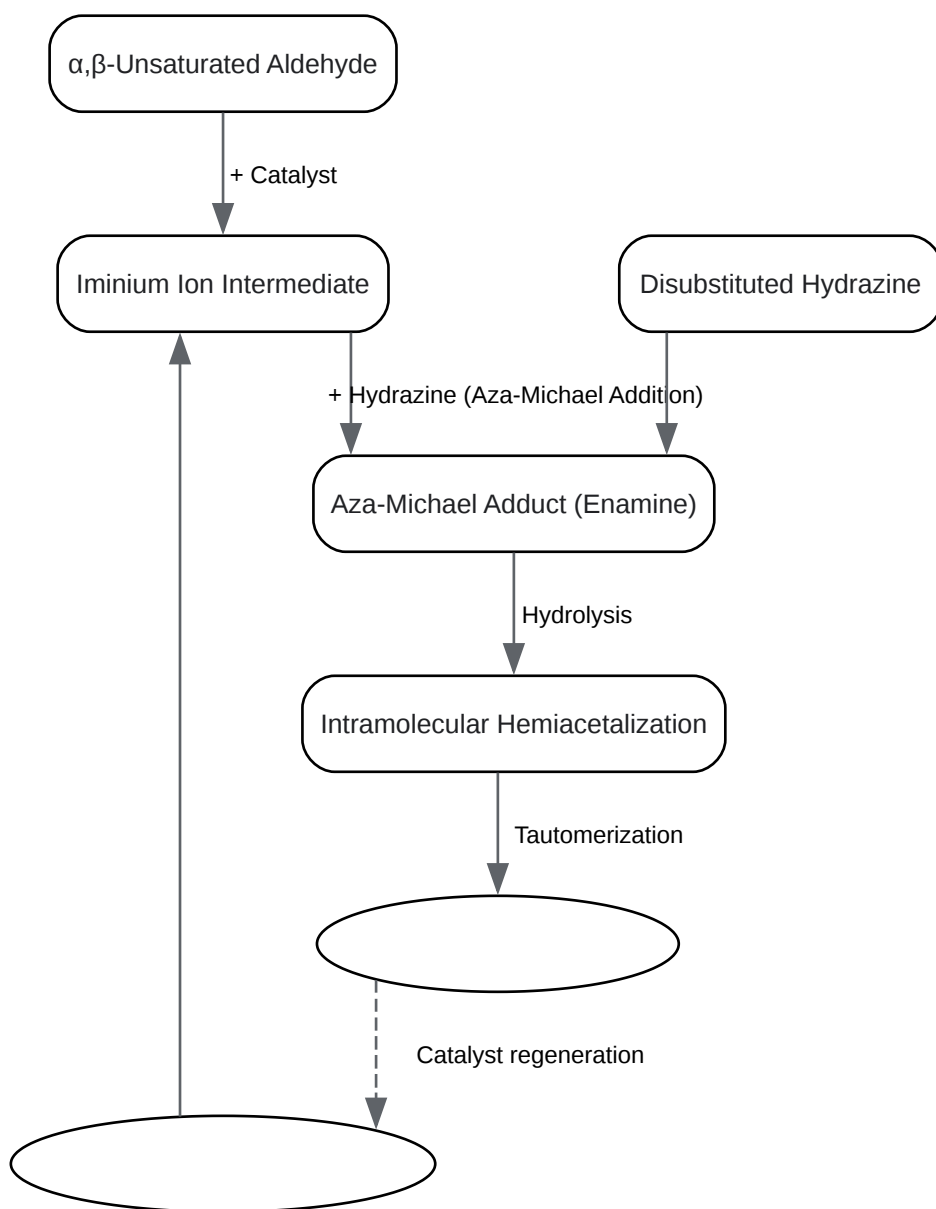 α,β-Unsaturated Aldehyde
+ Catalyst
Iminium Ion Intermediate
Disubstituted Hydrazine
+ Hydrazine (Aza-Michael Addition)
Aza-Michael Adduct (Enamine)
Hydrolysis
Intramolecular Hemiacetalization
Tautomerization
Catalyst regeneration